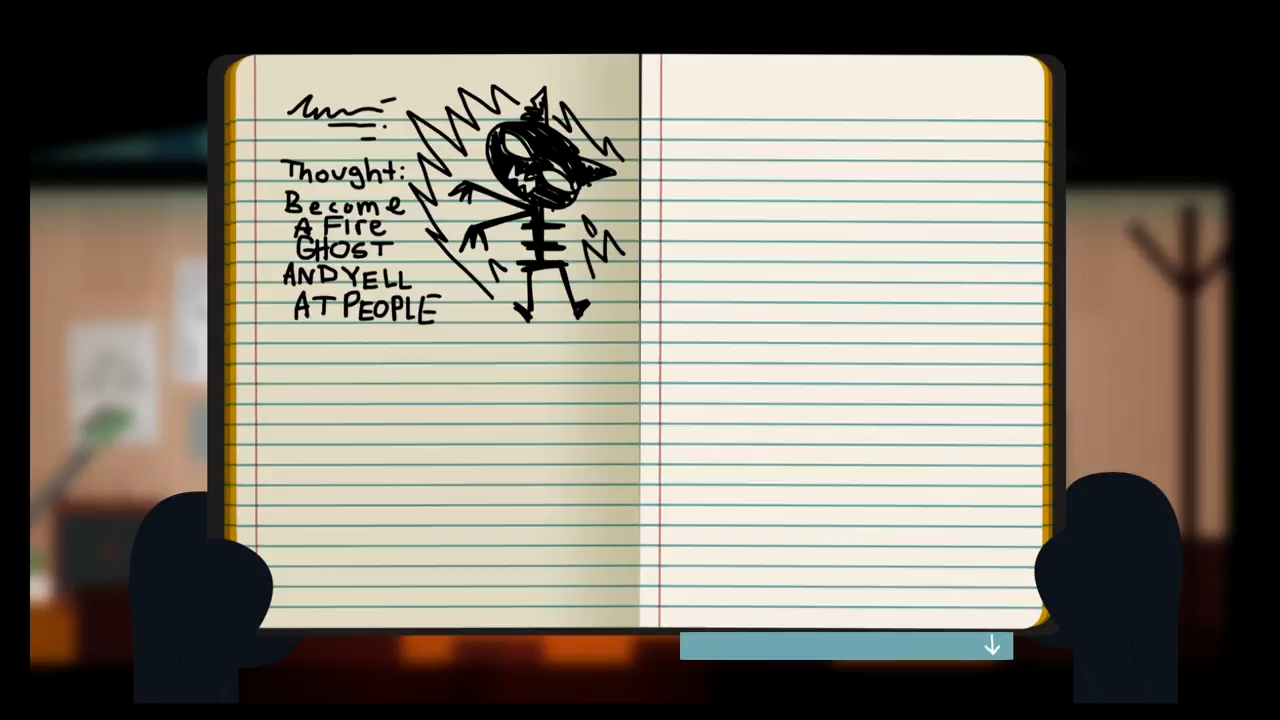 Thought:
Become
A Fire
GHOST
AND YELL
AT PEOPLE